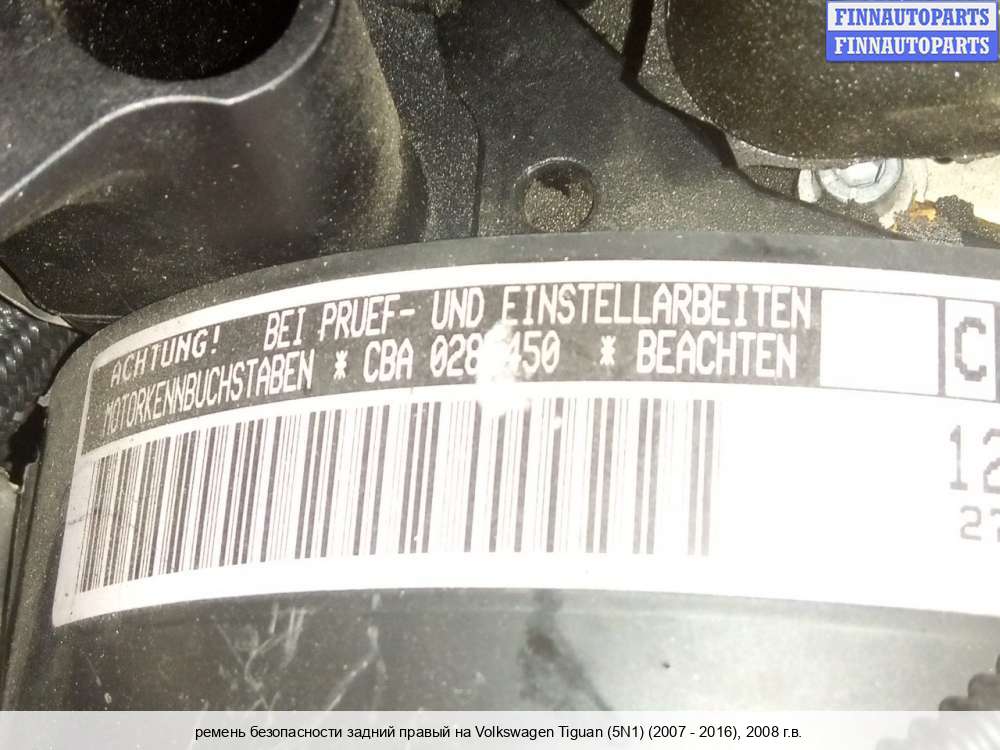 FINNAUTOPARTS
FINNAUTOPARTS
ACHTUNG! BEI PRUEF- UND EINSTELLARBEITEN
MOTORKENNBUCHSTABEN * CBA * BEACHTEN
C
12
27
ремень безопасности задний правый на Volkswagen Tiguan (5N1) (2007 - 2016), 2008 г.в.